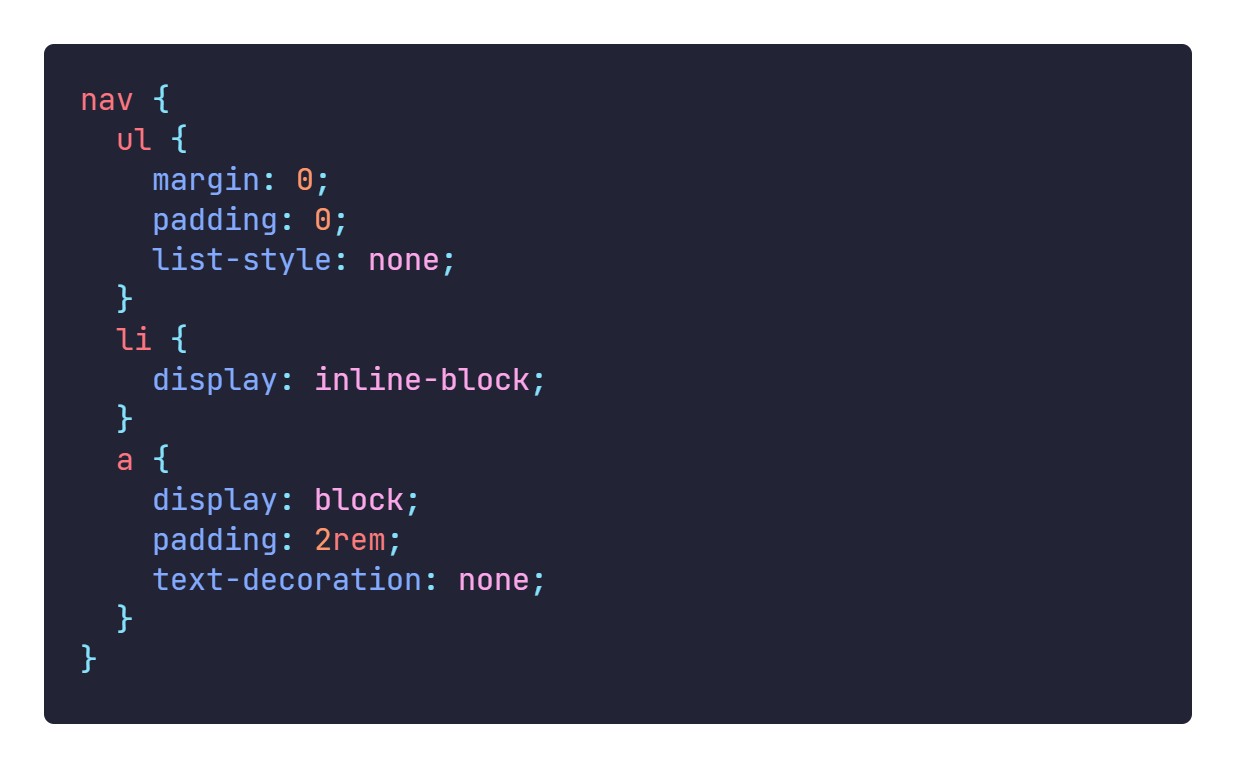 nav {
  ul {
    margin: 0;
    padding: 0;
    list-style: none;
  }
  li {
    display: inline-block;
  }
  a {
    display: block;
    padding: 2rem;
    text-decoration: none;
  }
}